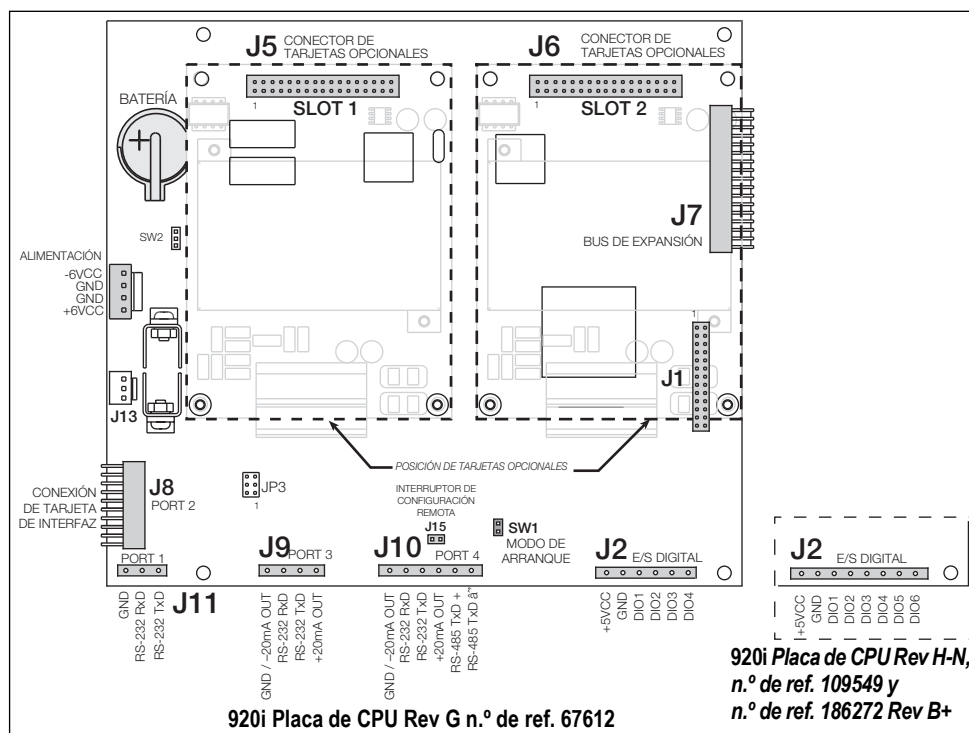 J5 CONECTOR DE
TARJETAS OPCIONALES
J6 CONECTOR DE
TARJETAS OPCIONALES
1
SLOT 1
1
SLOT 2
BATERÍA
+
J7
BUS DE EXPANSIÓN
SW2
ALIMENTACIÓN
-6VCC
GND
GND
+6VCC
1
J1
J13
POSICIÓN DE TARJETAS OPCIONALES
CONEXIÓN
DE TARJETA
DE INTERFAZ
J8
PORT 2
JP3
1
INTERRUPTOR DE
CONFIGURACIÓN
REMOTA
J15
SW1
MODO DE
ARRANQUE
PORT 1
J9 PORT 3
J10 PORT 4
J2 E/S DIGITAL
J2 E/S DIGITAL
J11
GND
RS-232 RxD
RS-232 TxD
GND / –20mA OUT
RS-232 RxD
RS-232 TxD
+20mA OUT
GND / –20mA OUT
RS-232 RxD
RS-232 TxD
+20mA OUT
RS-485 TxD +
RS-485 TxD â˜
+5VCC
GND
DIO1
DIO2
DIO3
DIO4
+5VCC
GND
DIO1
DIO2
DIO3
DIO4
DIO5
DIO6
920i Placa de CPU Rev G n.º de ref. 67612
920i Placa de CPU Rev H-N,
n.º de ref. 109549 y
n.º de ref. 186272 Rev B+